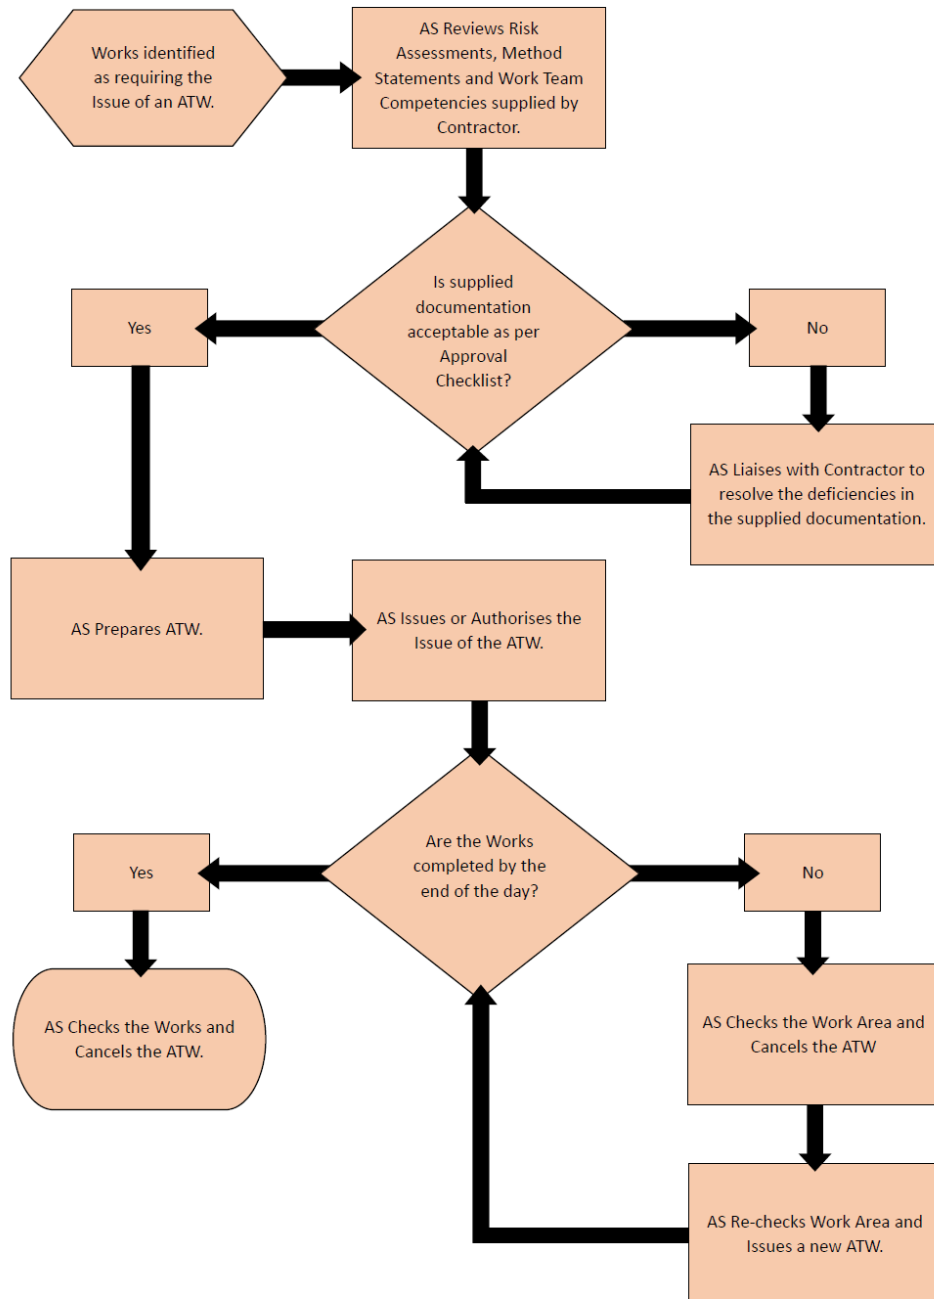 Works identified
as requiring the
Issue of an ATW.
AS Reviews Risk
Assessments, Method
Statements and Work Team
Competencies supplied by
Contractor.
Is supplied
documentation
acceptable as per
Approval
Checklist?
Yes
No
AS Liaises with Contractor to
resolve the deficiencies in
the supplied documentation.
AS Prepares ATW.
AS Issues or Authorises the
Issue of the ATW.
Are the Works
completed by the
end of the day?
Yes
No
AS Checks the Works and
Cancels the ATW.
AS Checks the Work Area and
Cancels the ATW
AS Re-checks Work Area and
Issues a new ATW.